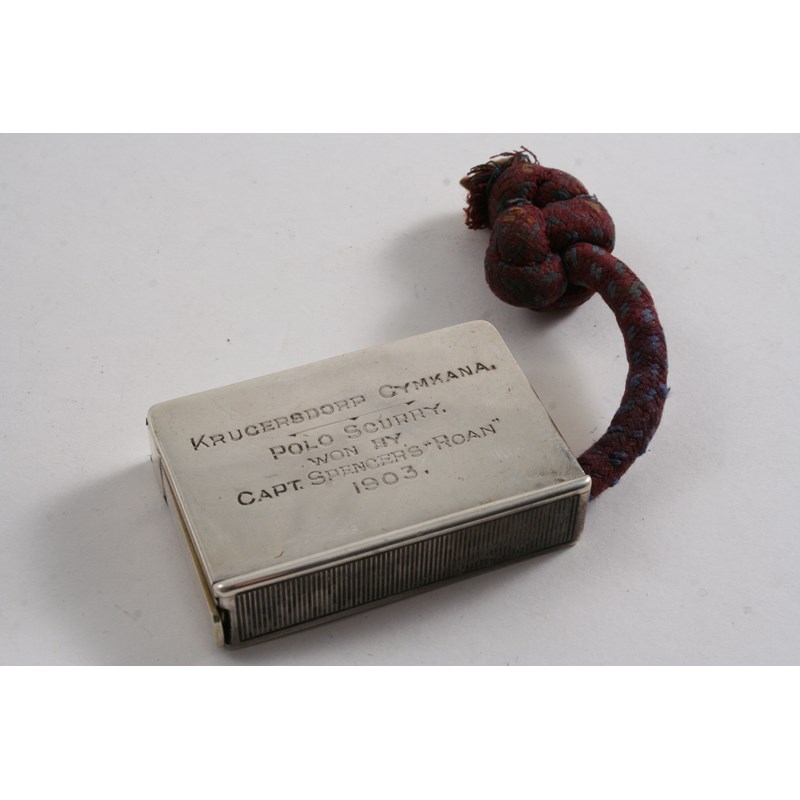 KRUGERSDORP GYMKANA.
POLO SCURRY.
WON BY
CAPT. SPENCER'S "ROAN"
1903.